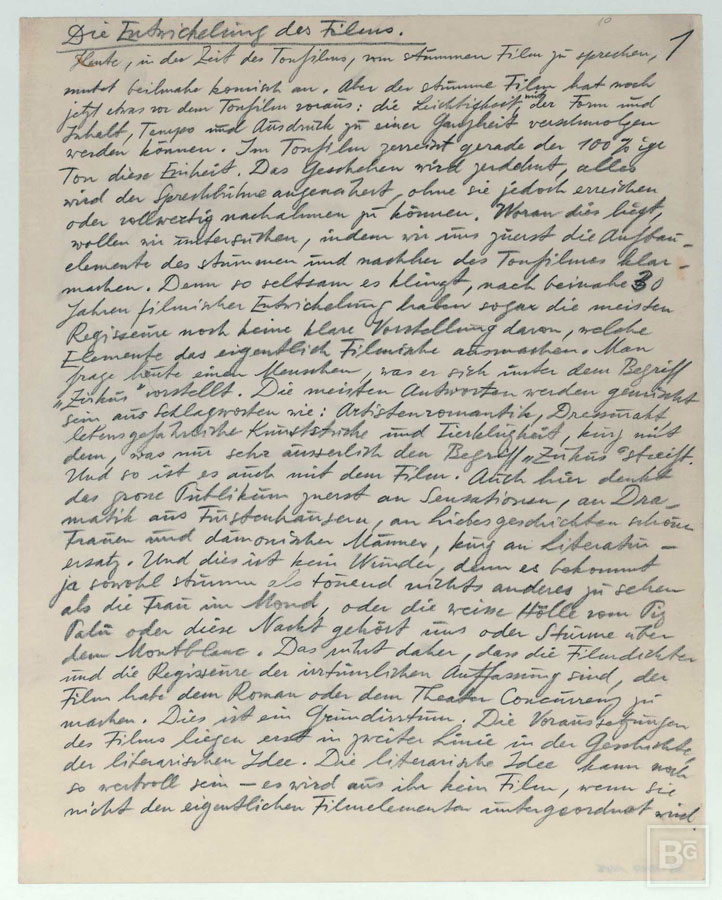 10
1
Die Entwickelung des Films.
Heute, in der Zeit des Tonfilms, vom stummen Film zu sprechen,
mutet beinahe komisch an. Aber der stumme Film hat noch
jetzt etwas vor dem Tonfilm voraus: die Leichtigkeit, mit der Form und
Inhalt, Tempo und Ausdruck zu einer Ganzheit verschmolzen
werden können. Im Tonfilm zerreisst gerade der 100%ige
Ton diese Einheit. Das Geschehen wird zerdehnt, alles
wird der Sprechbühne angenähert, ohne sie jedoch erreichen
oder vollwertig nachahmen zu können. Woran dies liegt,
wollen wir untersuchen, indem wir uns zuerst die Aufbau-
elemente des stummen und nachher des Tonfilmes klar-
machen. Denn so seltsam es klingt, nach beinahe 30
Jahren filmischer Entwickelung haben sogar die meisten
Regisseure noch keine klare Vorstellung davon, welche
Elemente das eigentlich Filmische ausmachen. Man
frage heute einen Menschen, was er sich unter dem Begriff
„Zirkus" vorstellt. Die meisten Antworten werden gemischt
sein aus Schlagworten wie: Artistenromantik, Dressurakt
lebensgefährliche Kunststücke und Tierklugheit, kurz mit
dem, was nur sehr äusserlich den Begriff „Zirkus" streift.
Und so ist es auch mit dem Film. Auch hier denkt
das grosse Publikum zuerst an Sensationen, an Dra-
matik aus Fürstenhäusern, an Liebesgeschichten schöner
Frauen und dämonischer Männer, kurz an Literatur-
ersatz. Und dies ist kein Wunder, denn es bekommt
ja sowohl stumm als tönend nichts anderes zu sehen
als die Frau im Mond, oder die weisse Hölle vom Piz
Palü oder diese Nacht gehört uns oder Stürme über
dem Montblanc. Das rührt daher, dass die Filmdichter
und die Regisseure der irrtümlichen Auffassung sind, der
Film habe dem Roman oder dem Theater Concurrenz zu
machen. Dies ist ein Grundirrtum. Die Voraussetzungen
des Films liegen erst in zweiter Linie in der Geschichte,
der literarischen Idee. Die literarische Idee kann noch
so wertvoll sein – es wird aus ihr kein Film, wenn sie
nicht den eigentlichen Filmelementen untergeordnet wird.
BG